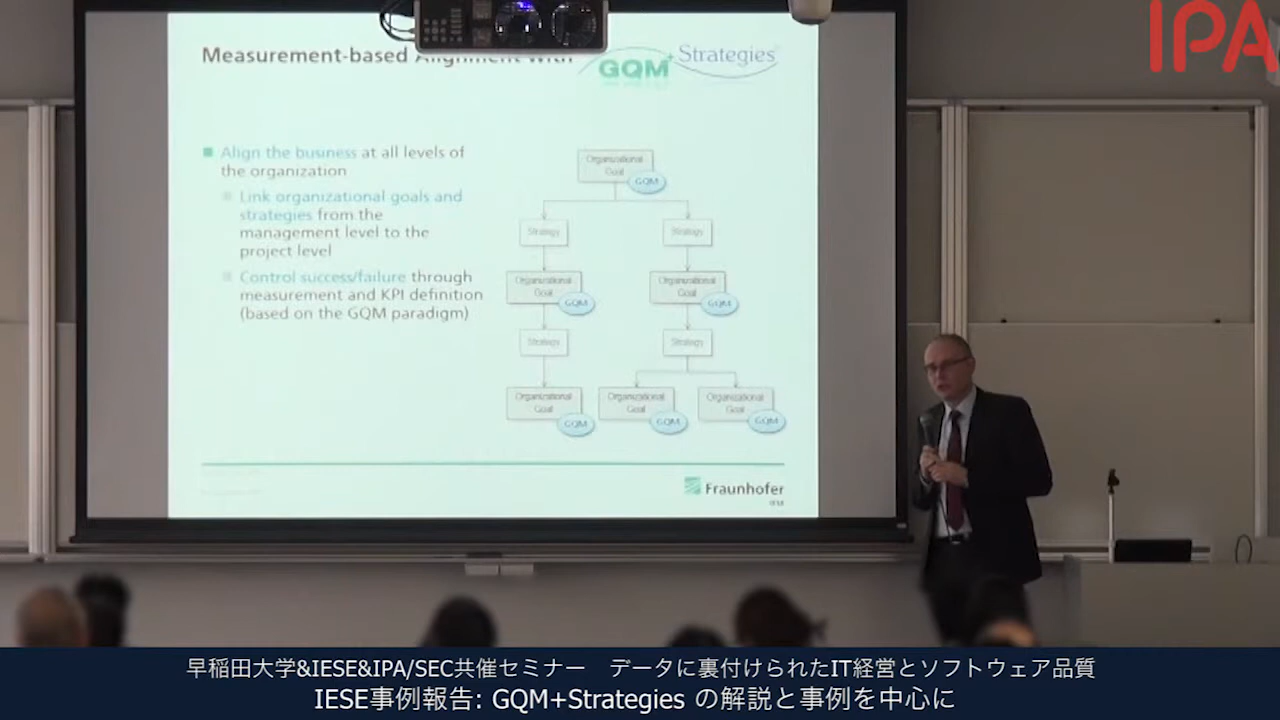 IPA
Measurement-based Alignment with
GQM+Strategies
Align the business at all levels of
the organization
Link organizational goals and
strategies from the
management level to the
project level
Control success/failure through
measurement and KPI definition
(based on the GQM paradigm)
Organizational
Goal
GQM
Strategy
Strategy
Organizational
Goal
GQM
Organizational
Goal
GQM
Strategy
Strategy
Organizational
Goal
GQM
Organizational
Goal
GQM
Organizational
Goal
GQM
Fraunhofer
IESE
早稲田大学&IESE&IPA/SEC共催セミナー　データに裏付けられたIT経営とソフトウェア品質
IESE事例報告: GQM+Strategies の解説と事例を中心に